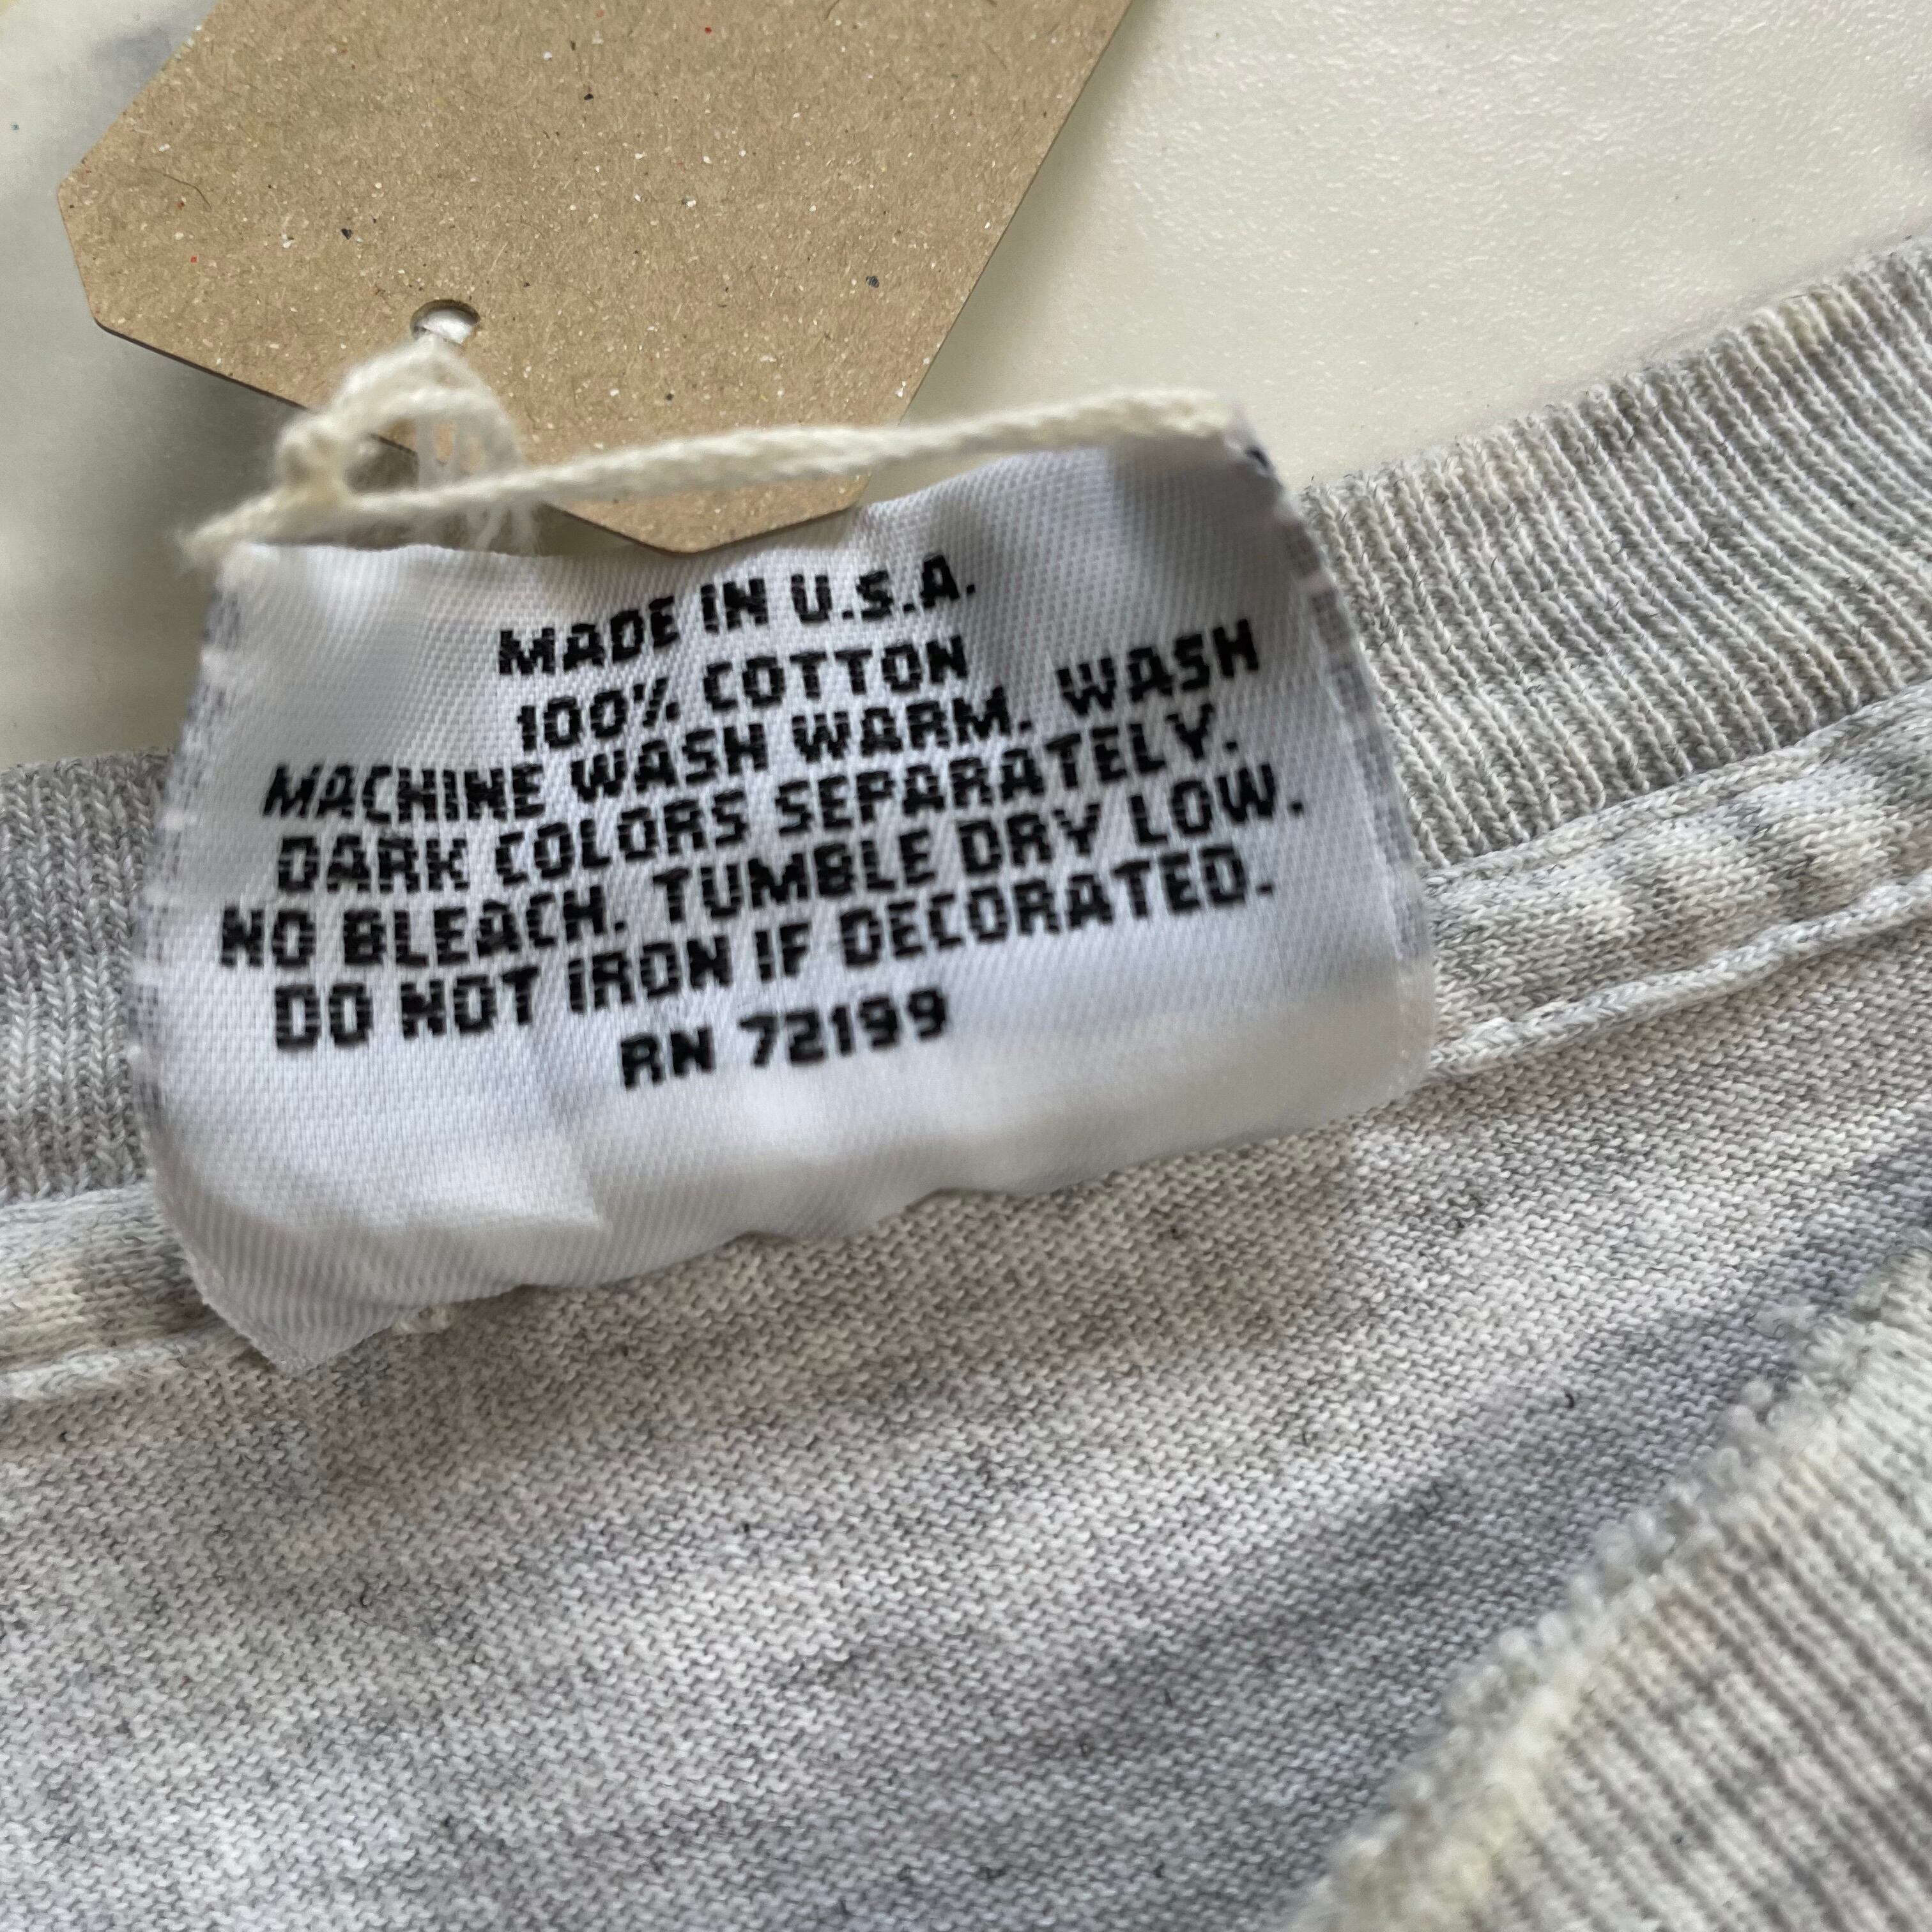 MADE IN U.S.A.
100% COTTON
MACHINE WASH WARM. WASH
DARK COLORS SEPARATELY.
NO BLEACH. TUMBLE DRY LOW.
DO NOT IRON IF DECORATED.
RN 72199